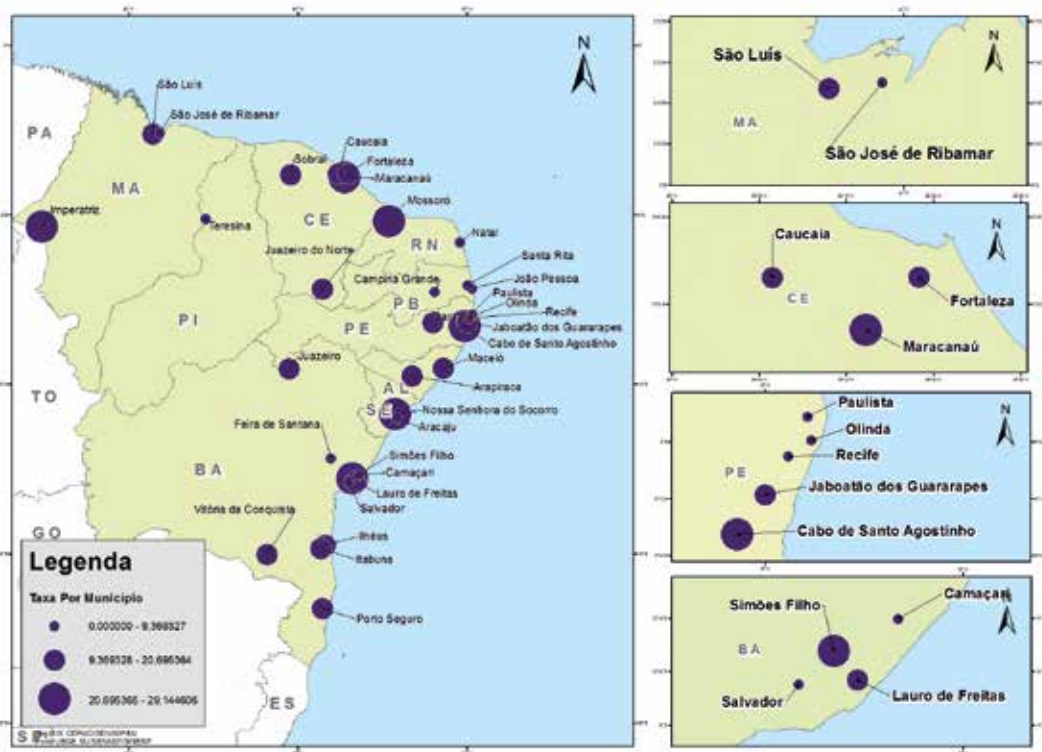 N
São Luís
São José de Ribamar
PA
MA
Sobral
Caucaia
Fortaleza
Maracanaú
Imperatriz
Teresina
CE
Mossoró
RN
Natal
Juazeiro do Norte
Santa Rita
Campina Grande
João Pessoa
Paulista
PB
Olinda
Recife
PI
PE
Jaboatão dos Guararapes
Cabo de Santo Agostinho
Juazeiro
Maceió
TO
AL
Arapiraca
SE
Nossa Senhora do Socorro
Aracaju
Feira de Santana
BA
Simões Filho
Camaçari
Lauro de Freitas
Salvador
Vitória da Conquista
GO
Ilhéus
Itabuna
Porto Seguro
ES
Legenda
Taxa Por Município
0,000000 - 9,369327
9,369328 - 20,695364
20,695365 - 29,144606
N
São Luís
MA
São José de Ribamar
N
Caucaia
CE
Fortaleza
Maracanaú
N
Paulista
Olinda
Recife
PE
Jaboatão dos Guararapes
Cabo de Santo Agostinho
N
Camaçari
Simões Filho
BA
Salvador
Lauro de Freitas